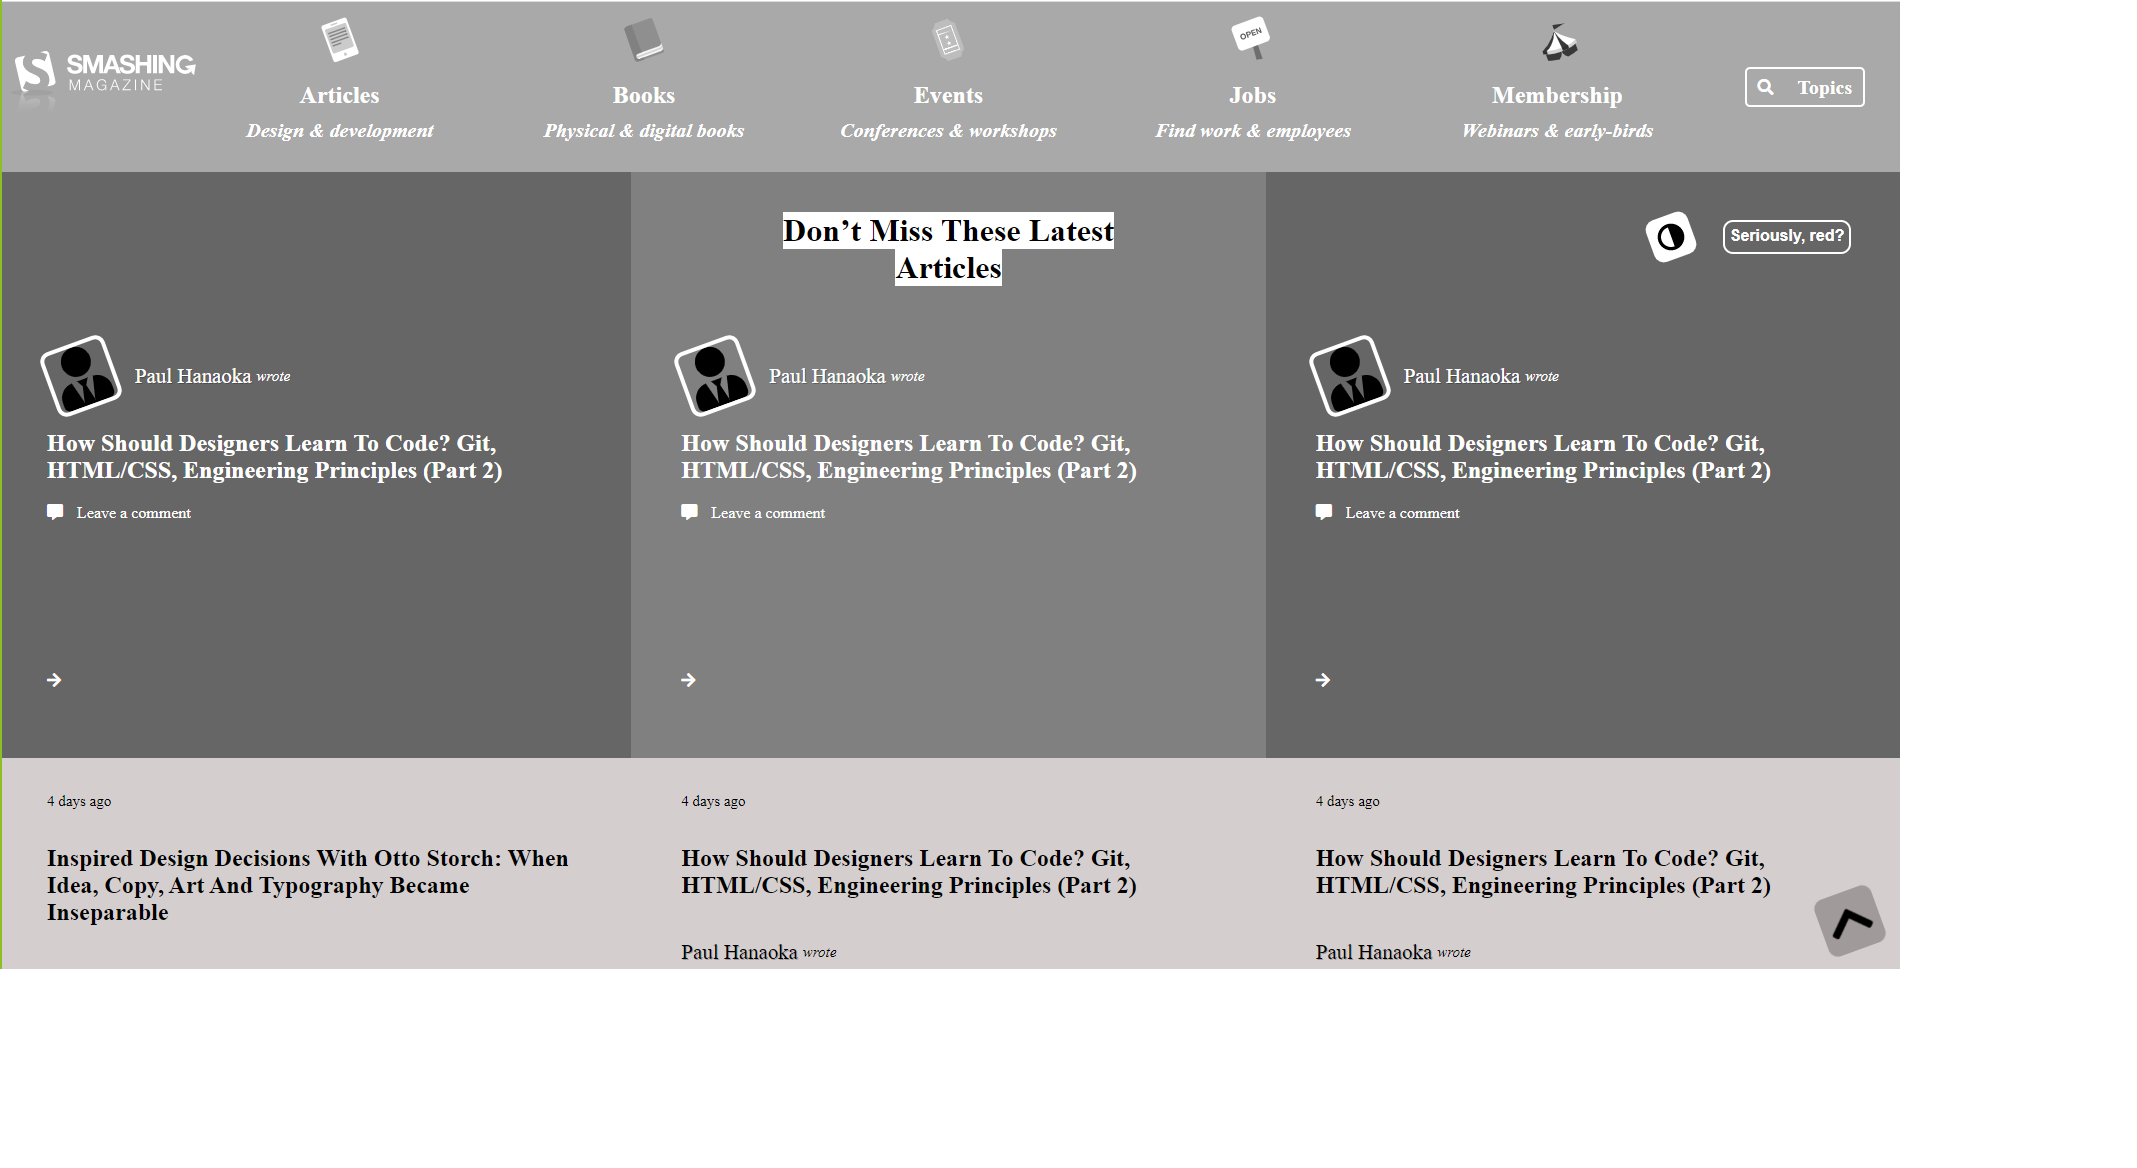 SMASHING
MAGAZINE
Articles
Design & development
Books
Physical & digital books
Events
Conferences & workshops
OPEN
Jobs
Find work & employees
Membership
Webinars & early-birds
Topics
Don’t Miss These Latest
Articles
Seriously, red?
Paul Hanaoka wrote
How Should Designers Learn To Code? Git,
HTML/CSS, Engineering Principles (Part 2)
Leave a comment
Paul Hanaoka wrote
How Should Designers Learn To Code? Git,
HTML/CSS, Engineering Principles (Part 2)
Leave a comment
Paul Hanaoka wrote
How Should Designers Learn To Code? Git,
HTML/CSS, Engineering Principles (Part 2)
Leave a comment
4 days ago
Inspired Design Decisions With Otto Storch: When
Idea, Copy, Art And Typography Became
Inseparable
4 days ago
How Should Designers Learn To Code? Git,
HTML/CSS, Engineering Principles (Part 2)
Paul Hanaoka wrote
4 days ago
How Should Designers Learn To Code? Git,
HTML/CSS, Engineering Principles (Part 2)
Paul Hanaoka wrote